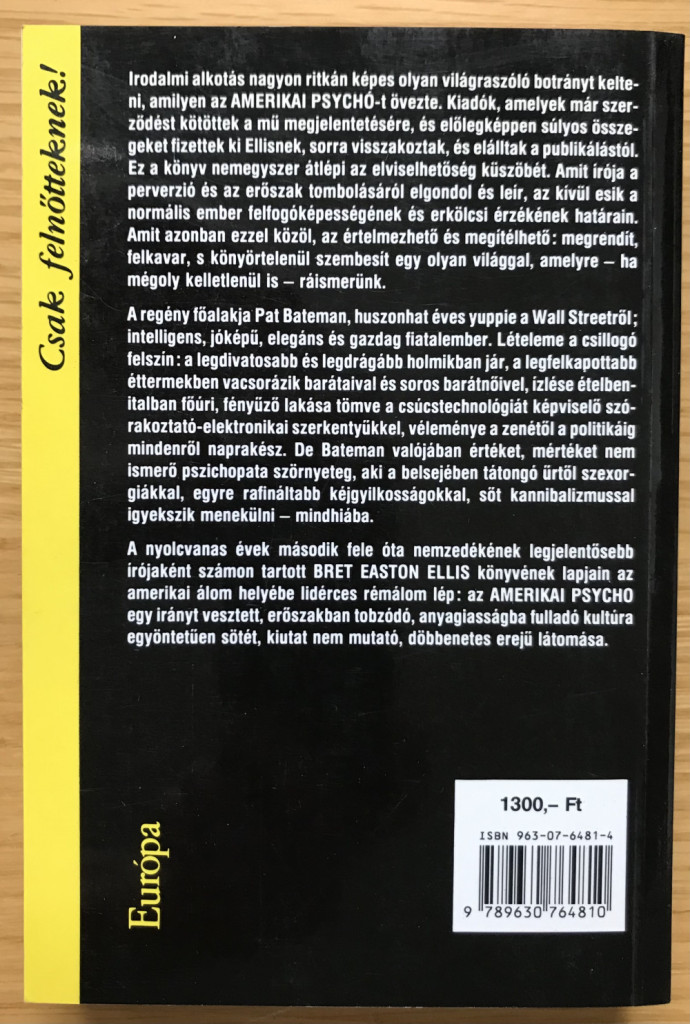 Csak felnőtteknek!
Irodalmi alkotás nagyon ritkán képes olyan világraszóló botrányt kelte-
ni, amilyen az AMERIKAI PSYCHÓ-t övezte. Kiadók, amelyek már szer-
ződést kötöttek a mű megjelentetésére, és előlegképpen súlyos össze-
geket fizettek ki Ellisnek, sorra visszakoztak, és elálltak a publikálástól.
Ez a könyv nemegyszer átlépi az elviselhetőség küszöbét. Amit írója a
perverzió és az erőszak tombolásáról elgondol és leír, az kívül esik a
normális ember felfogóképességének és erkölcsi érzékének határain.
Amit azonban ezzel közöl, az értelmezhető és megítélhető: megrendít,
felkavar, s könyörtelenül szembesít egy olyan világgal, amelyre – ha
mégoly kelletlenül is – ráismerünk.
A regény főalakja Pat Bateman, huszonhat éves yuppie a Wall Streetről;
intelligens, jóképű, elegáns és gazdag fiatalember. Lételeme a csillogó
felszín: a legdivatosabb és legdrágább holmikban jár, a legfelkapottabb
éttermekben vacsorázik barátaival és soros barátnőivel, ízlése ételben-
italban főúri, fényűző lakása tömve a csúcstechnológiát képviselő szó-
rakoztató-elektronikai szerkentyűkkel, véleménye a zenétől a politikáig
mindenről naprakész. De Bateman valójában értéket, mértéket nem
ismerő pszichopata szörnyeteg, aki a belsejében tátongó űrtől szexor-
giákkal, egyre rafináltabb kéjgyilkosságokkal, sőt kannibalizmussal
igyekszik menekülni – mindhiába.
A nyolcvanas évek második fele óta nemzedékének legjelentősebb
írójaként számon tartott BRET EASTON ELLIS könyvének lapjain az
amerikai álom helyébe lidérces rémálom lép: az AMERIKAI PSYCHO
egy irányt vesztett, erőszakban tobzódó, anyagiasságba fulladó kultúra
egyöntetűen sötét, kiutat nem mutató, döbbenetes erejű látomása.
Európa
1300,– Ft
ISBN 963-07-6481-4
9 789630 764810